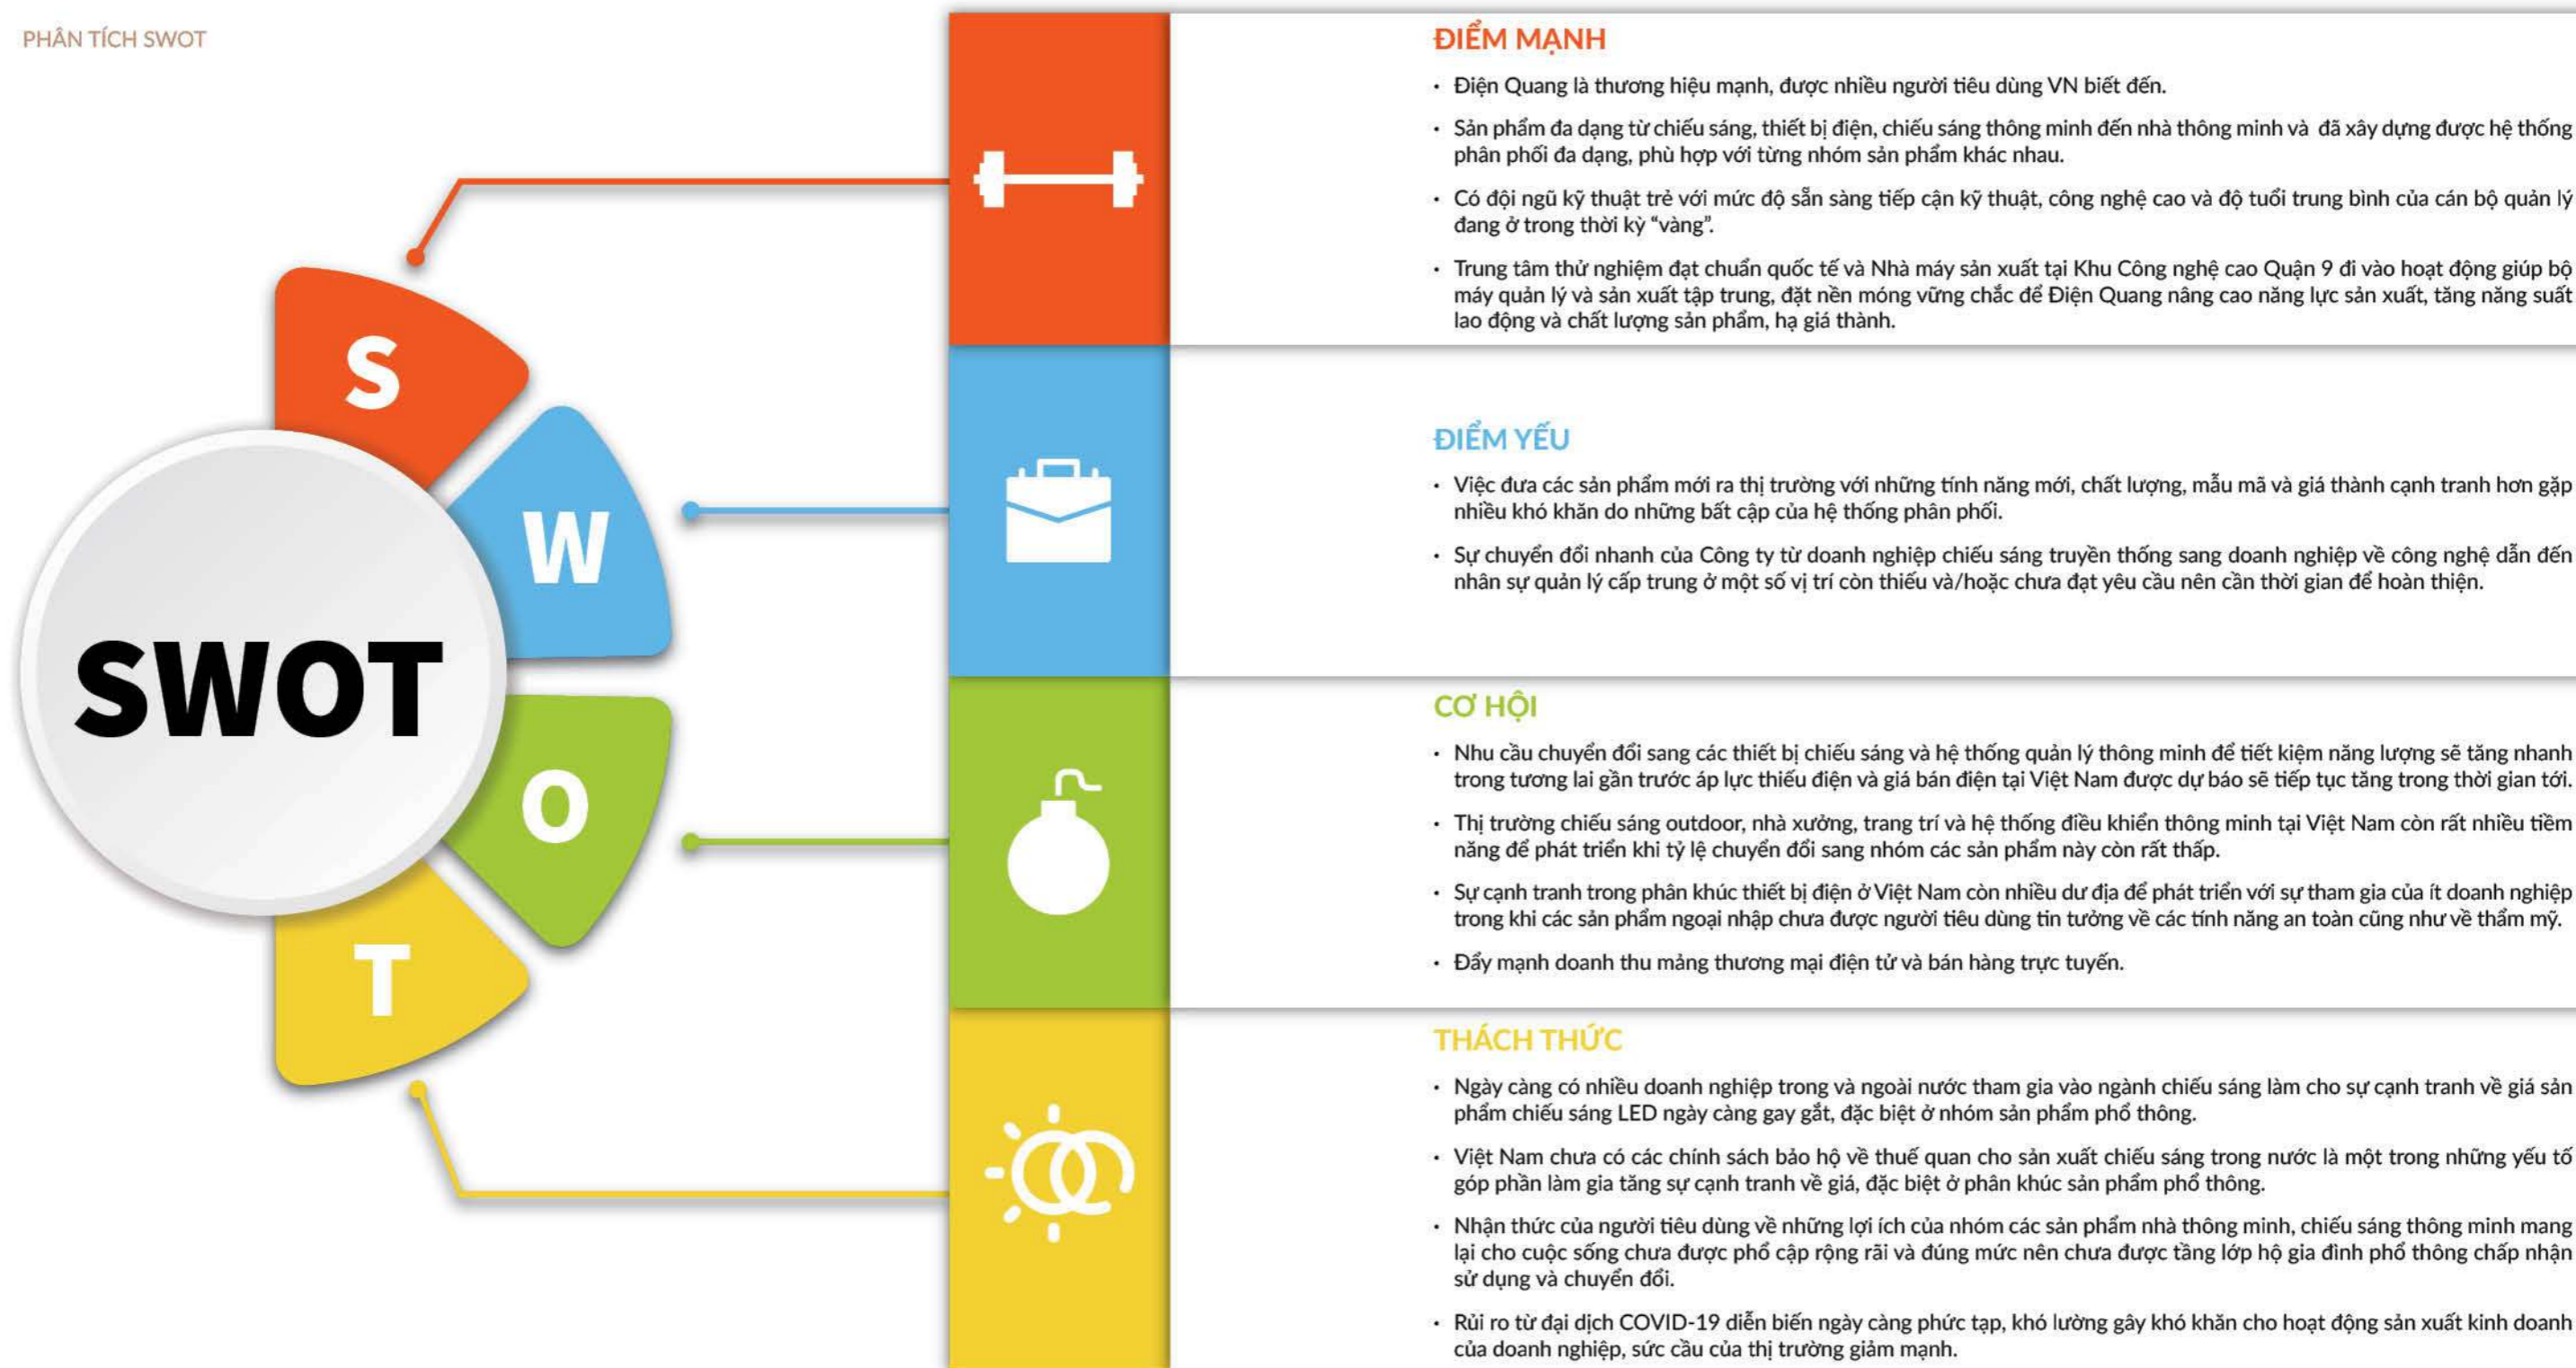 PHÂN TÍCH SWOT
SWOT
S
W
O
T
ĐIỂM MẠNH
• Điện Quang là thương hiệu mạnh, được nhiều người tiêu dùng VN biết đến.
• Sản phẩm đa dạng từ chiếu sáng, thiết bị điện, chiếu sáng thông minh đến nhà thông minh và đã xây dựng được hệ thống
phân phối đa dạng, phù hợp với từng nhóm sản phẩm khác nhau.
• Có đội ngũ kỹ thuật trẻ với mức độ sẵn sàng tiếp cận kỹ thuật, công nghệ cao và độ tuổi trung bình của cán bộ quản lý
đang ở trong thời kỳ “vàng”.
• Trung tâm thử nghiệm đạt chuẩn quốc tế và Nhà máy sản xuất tại Khu Công nghệ cao Quận 9 đi vào hoạt động giúp bộ
máy quản lý và sản xuất tập trung, đặt nền móng vững chắc để Điện Quang nâng cao năng lực sản xuất, tăng năng suất
lao động và chất lượng sản phẩm, hạ giá thành.
ĐIỂM YẾU
• Việc đưa các sản phẩm mới ra thị trường với những tính năng mới, chất lượng, mẫu mã và giá thành cạnh tranh hơn gặp
nhiều khó khăn do những bất cập của hệ thống phân phối.
• Sự chuyển đổi nhanh của Công ty từ doanh nghiệp chiếu sáng truyền thống sang doanh nghiệp về công nghệ dẫn đến
nhân sự quản lý cấp trung ở một số vị trí còn thiếu và/hoặc chưa đạt yêu cầu nên cần thời gian để hoàn thiện.
CƠ HỘI
• Nhu cầu chuyển đổi sang các thiết bị chiếu sáng và hệ thống quản lý thông minh để tiết kiệm năng lượng sẽ tăng nhanh
trong tương lai gần trước áp lực thiếu điện và giá bán điện tại Việt Nam được dự báo sẽ tiếp tục tăng trong thời gian tới.
• Thị trường chiếu sáng outdoor, nhà xưởng, trang trí và hệ thống điều khiển thông minh tại Việt Nam còn rất nhiều tiềm
năng để phát triển khi tỷ lệ chuyển đổi sang nhóm các sản phẩm này còn rất thấp.
• Sự cạnh tranh trong phân khúc thiết bị điện ở Việt Nam còn nhiều dư địa để phát triển với sự tham gia của ít doanh nghiệp
trong khi các sản phẩm ngoại nhập chưa được người tiêu dùng tin tưởng về các tính năng an toàn cũng như về thẩm mỹ.
• Đẩy mạnh doanh thu mảng thương mại điện tử và bán hàng trực tuyến.
THÁCH THỨC
• Ngày càng có nhiều doanh nghiệp trong và ngoài nước tham gia vào ngành chiếu sáng làm cho sự cạnh tranh về giá sản
phẩm chiếu sáng LED ngày càng gay gắt, đặc biệt ở nhóm sản phẩm phổ thông.
• Việt Nam chưa có các chính sách bảo hộ về thuế quan cho sản xuất chiếu sáng trong nước là một trong những yếu tố
góp phần làm gia tăng sự cạnh tranh về giá, đặc biệt ở phân khúc sản phẩm phổ thông.
• Nhận thức của người tiêu dùng về những lợi ích của nhóm các sản phẩm nhà thông minh, chiếu sáng thông minh mang
lại cho cuộc sống chưa được phổ cập rộng rãi và đúng mức nên chưa được tầng lớp hộ gia đình phổ thông chấp nhận
sử dụng và chuyển đổi.
• Rủi ro từ đại dịch COVID-19 diễn biến ngày càng phức tạp, khó lường gây khó khăn cho hoạt động sản xuất kinh doanh
của doanh nghiệp, sức cầu của thị trường giảm mạnh.